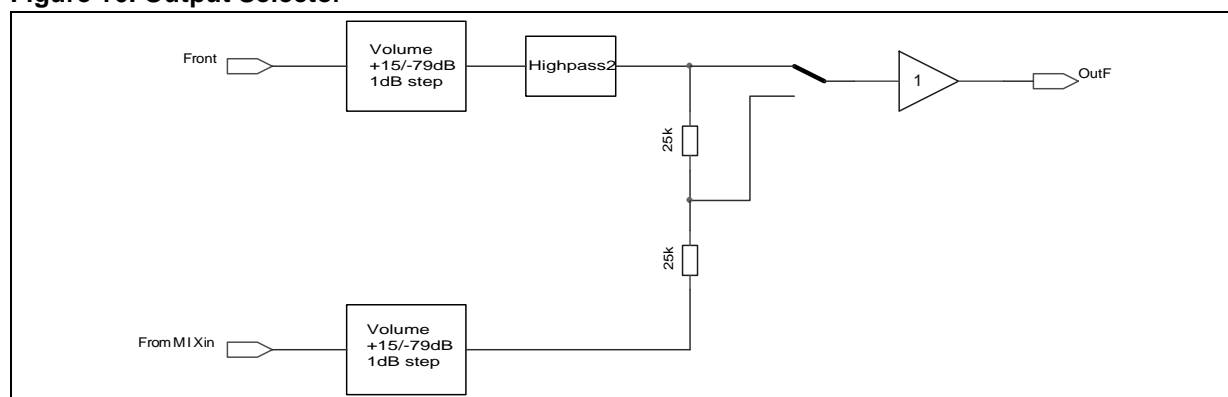 Figure 10. Output Selector
Front
Volume
+15/-79dB
1dB step
Highpass2
1
OutF
25k
25k
From MIXin
Volume
+15/-79dB
1dB step